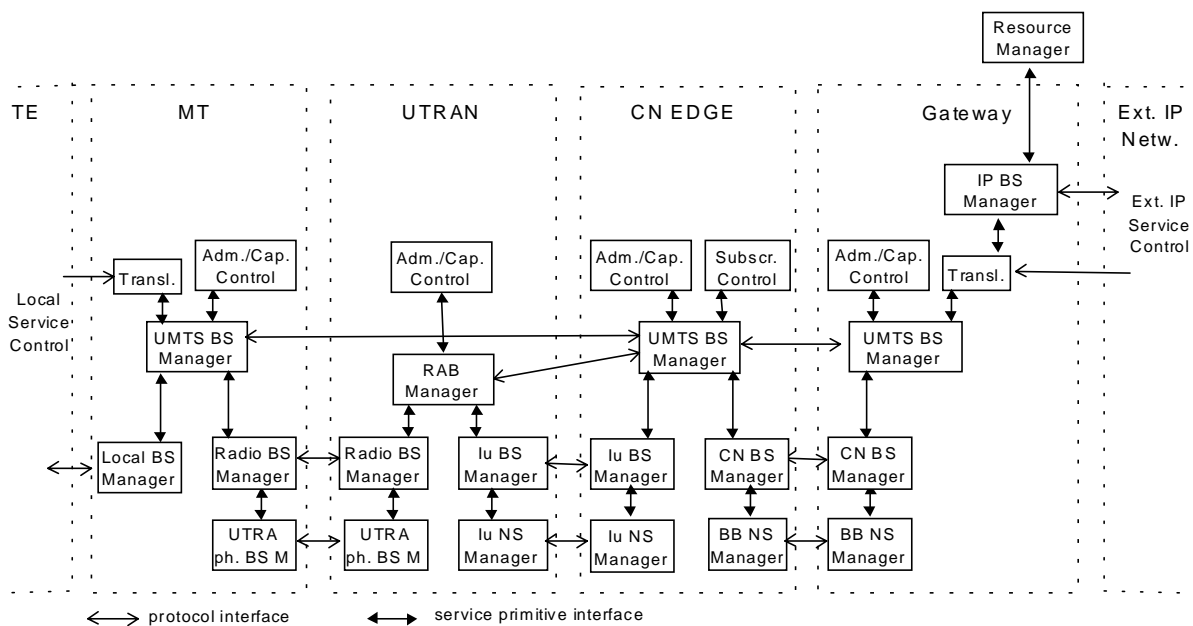 Resource
Manager
TE
MT
UTRAN
CN EDGE
Gateway
Ext. IP
Netw.
IP BS
Manager
Ext. IP
Service
Control
Adm./Cap.
Control
Transl.
Adm./Cap.
Control
Adm./Cap.
Control
Subscr.
Control
Adm./Cap.
Control
Transl.
Local
Service
Control
UMTS BS
Manager
RAB
Manager
UMTS BS
Manager
UMTS BS
Manager
Local BS
Manager
Radio BS
Manager
Radio BS
Manager
Iu BS
Manager
Iu BS
Manager
CN BS
Manager
CN BS
Manager
UTRA
ph. BS M
UTRA
ph. BS M
Iu NS
Manager
Iu NS
Manager
BB NS
Manager
BB NS
Manager
protocol interface
service primitive interface